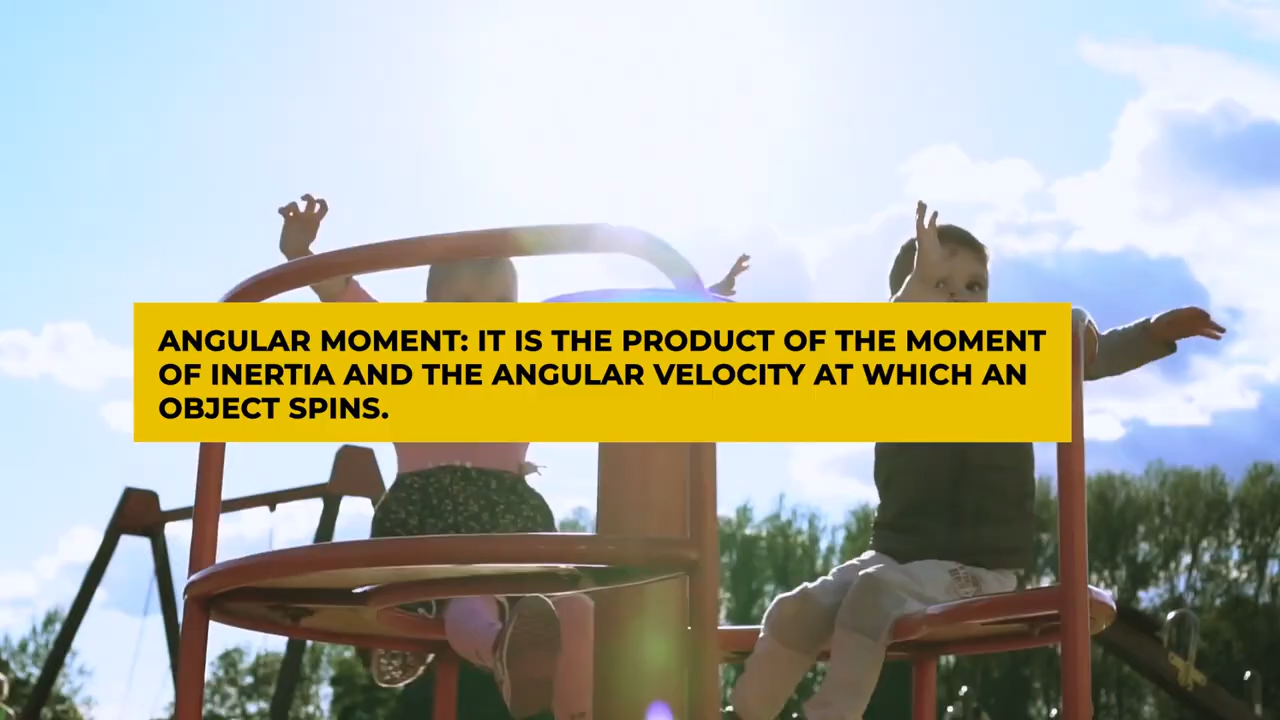 ANGULAR MOMENT: IT IS THE PRODUCT OF THE MOMENT
OF INERTIA AND THE ANGULAR VELOCITY AT WHICH AN
OBJECT SPINS.